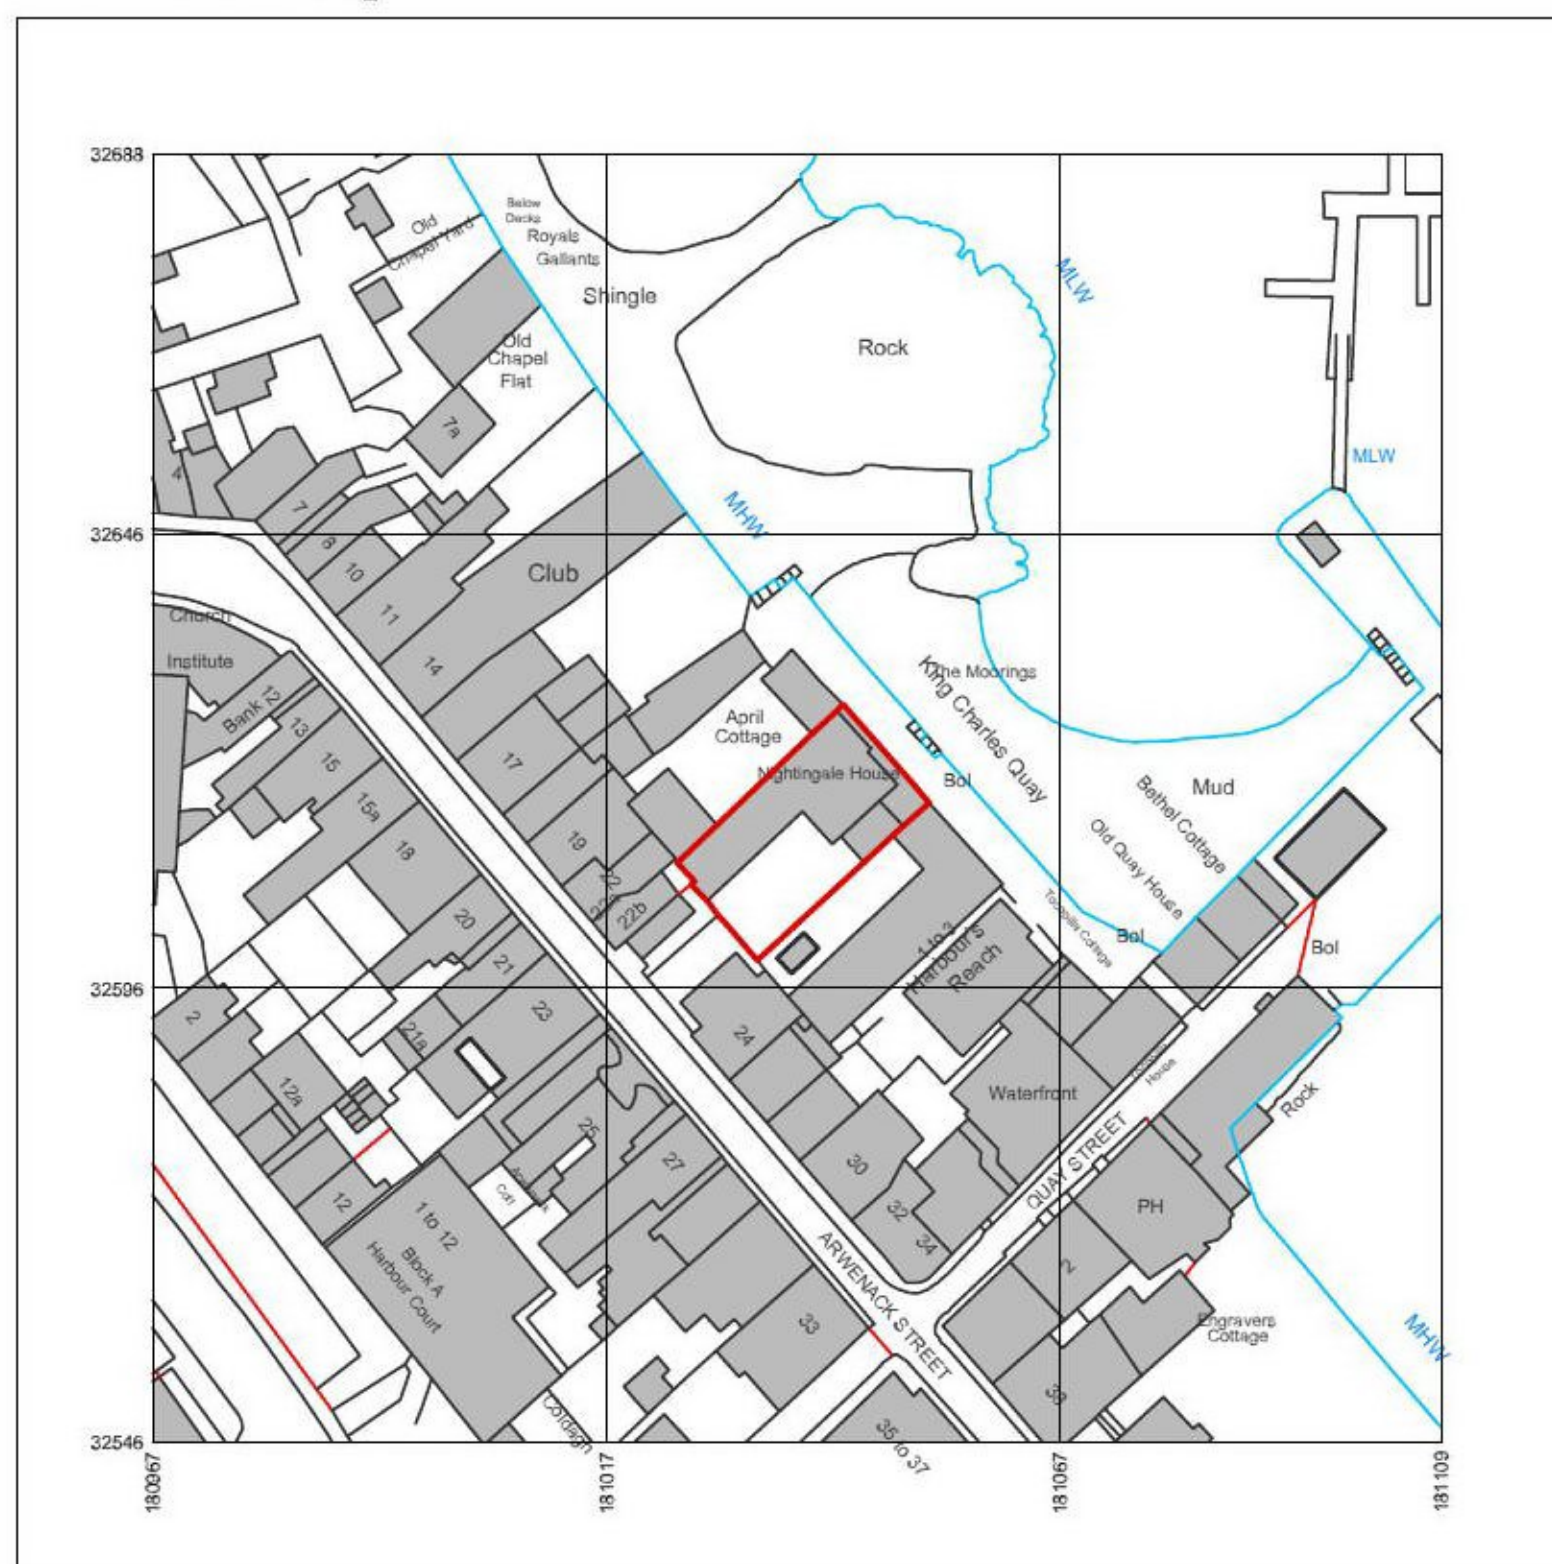 32688
Below
Decks
Royals
Gallants
Old
Chapel Yard
Shingle
MLW
Rock
Old
Chapel
Flat
7a
MLW
4
7
8
10
11
32646
MHW
Club
Church
Institute
14
Bank 12
13
15
15a
17
18
19
April
Cottage
Nightingale House
The Moorings
King Charles Quay
Bol
Mud
Bethel Cottage
Old Quay House
22
22b
20
21
23
21a
1 to 3
Harbour's
Reach
Bol
Bol
32596
2
24
12a
House
Waterfront
Rock
25
27
30
32
34
QUAY STREET
PH
2
12
1 to 12
Block A
Harbour Court
ARWENACK STREET
33
Engravers
Cottage
MHW
38
35 to 37
32546
180967
181017
181067
181109